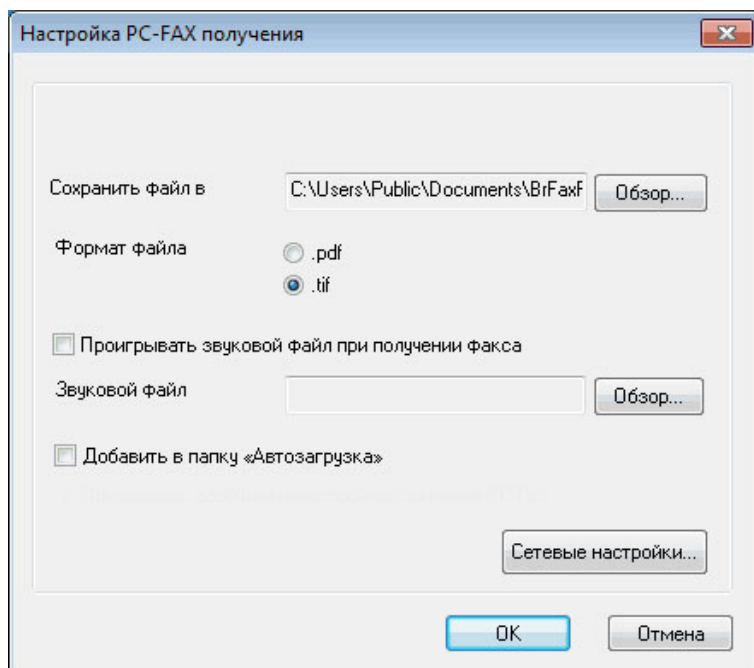 Настройка PC-FAX получения
Сохранить файл в C:\Users\Public\Documents\BrFaxF Обзор...
Формат файла .pdf
.tif
Проигрывать звуковой файл при получении факса
Звуковой файл Обзор...
Добавить в папку «Автозагрузка»
Сетевые настройки...
OK Отмена